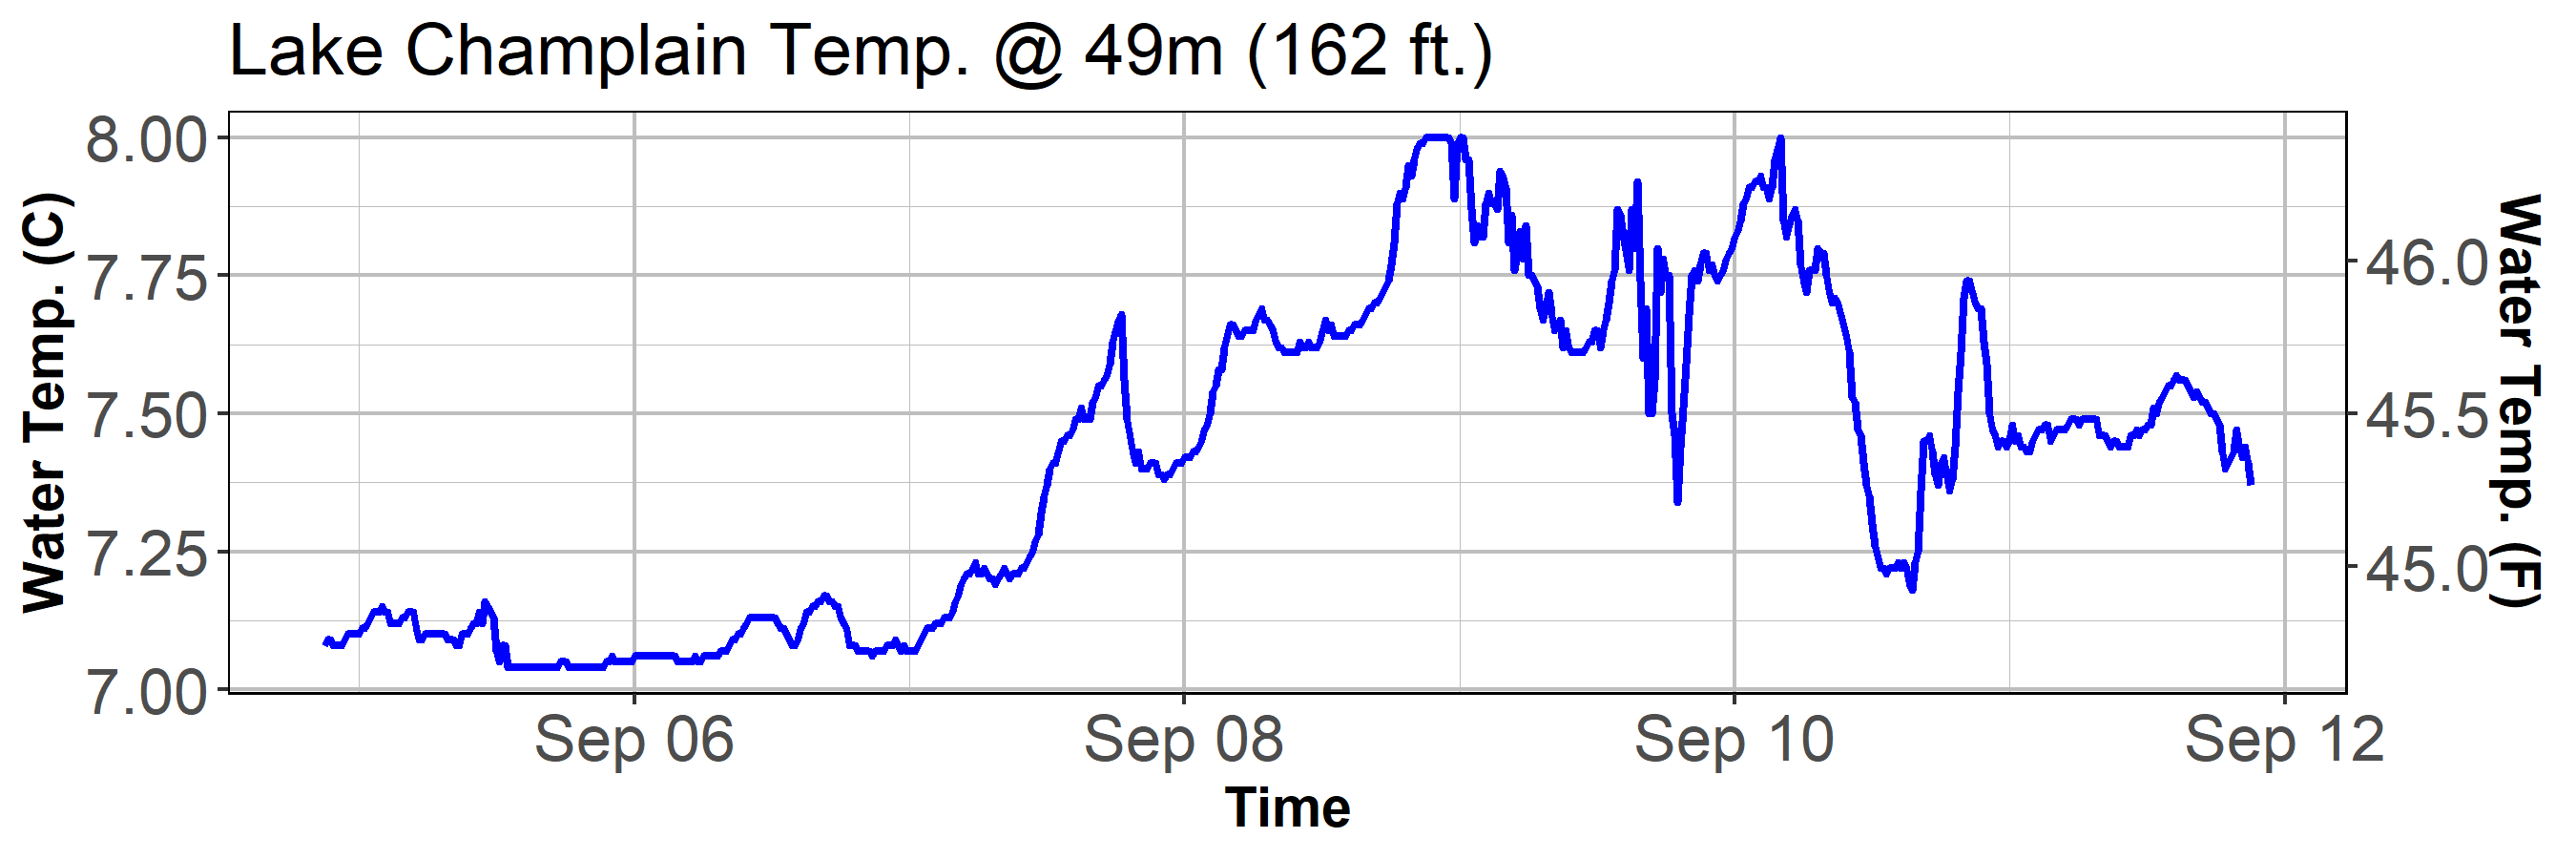 Lake Champlain Temp. @ 49m (162 ft.)
Water Temp. (C)
8.00
7.75
7.50
7.25
7.00
46.0
45.5
45.0
Water Temp. (F)
Sep 06 Sep 08 Sep 10 Sep 12
Time